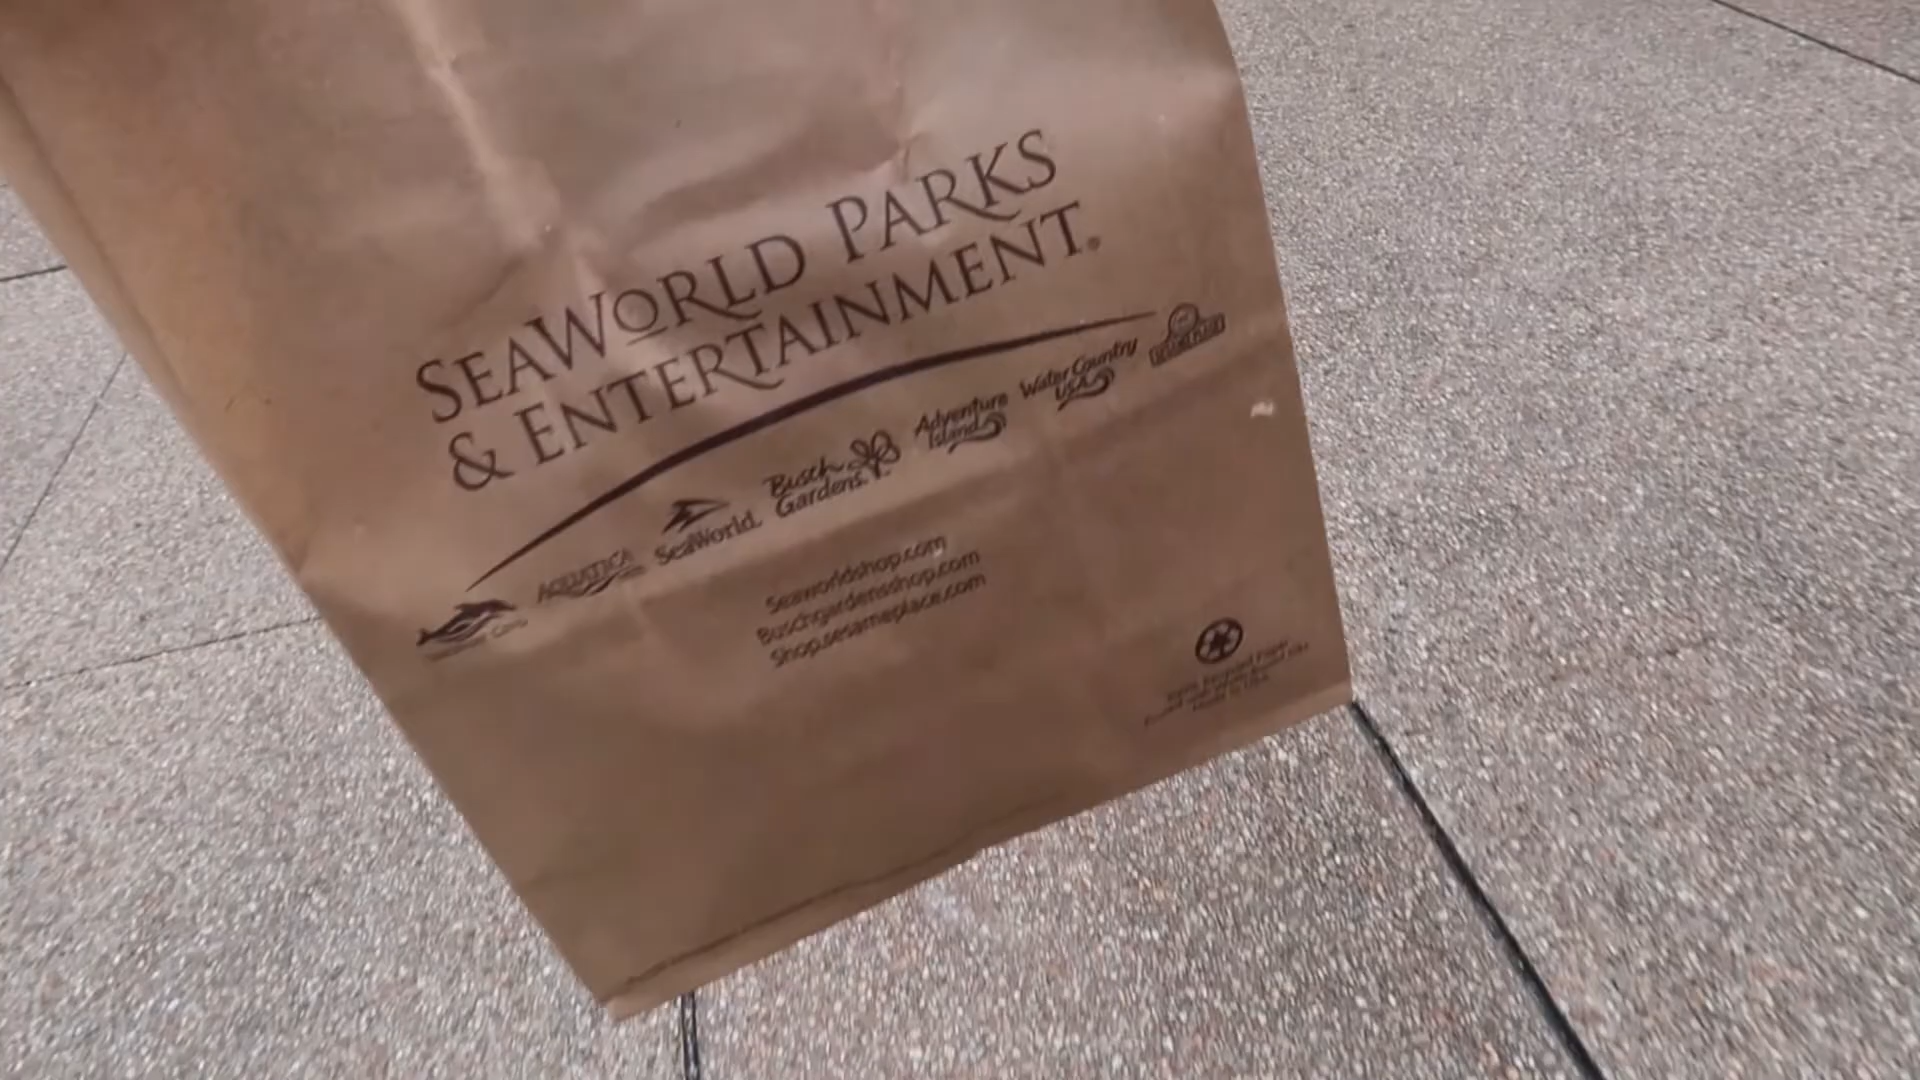 SEAWORLD PARKS
& ENTERTAINMENT®
AQUATICA
SeaWorld
Busch
Gardens
Adventure
Island
Water Country
USA
Seaworldshop.com
Buschgardensshop.com
Shop.sesameplace.com